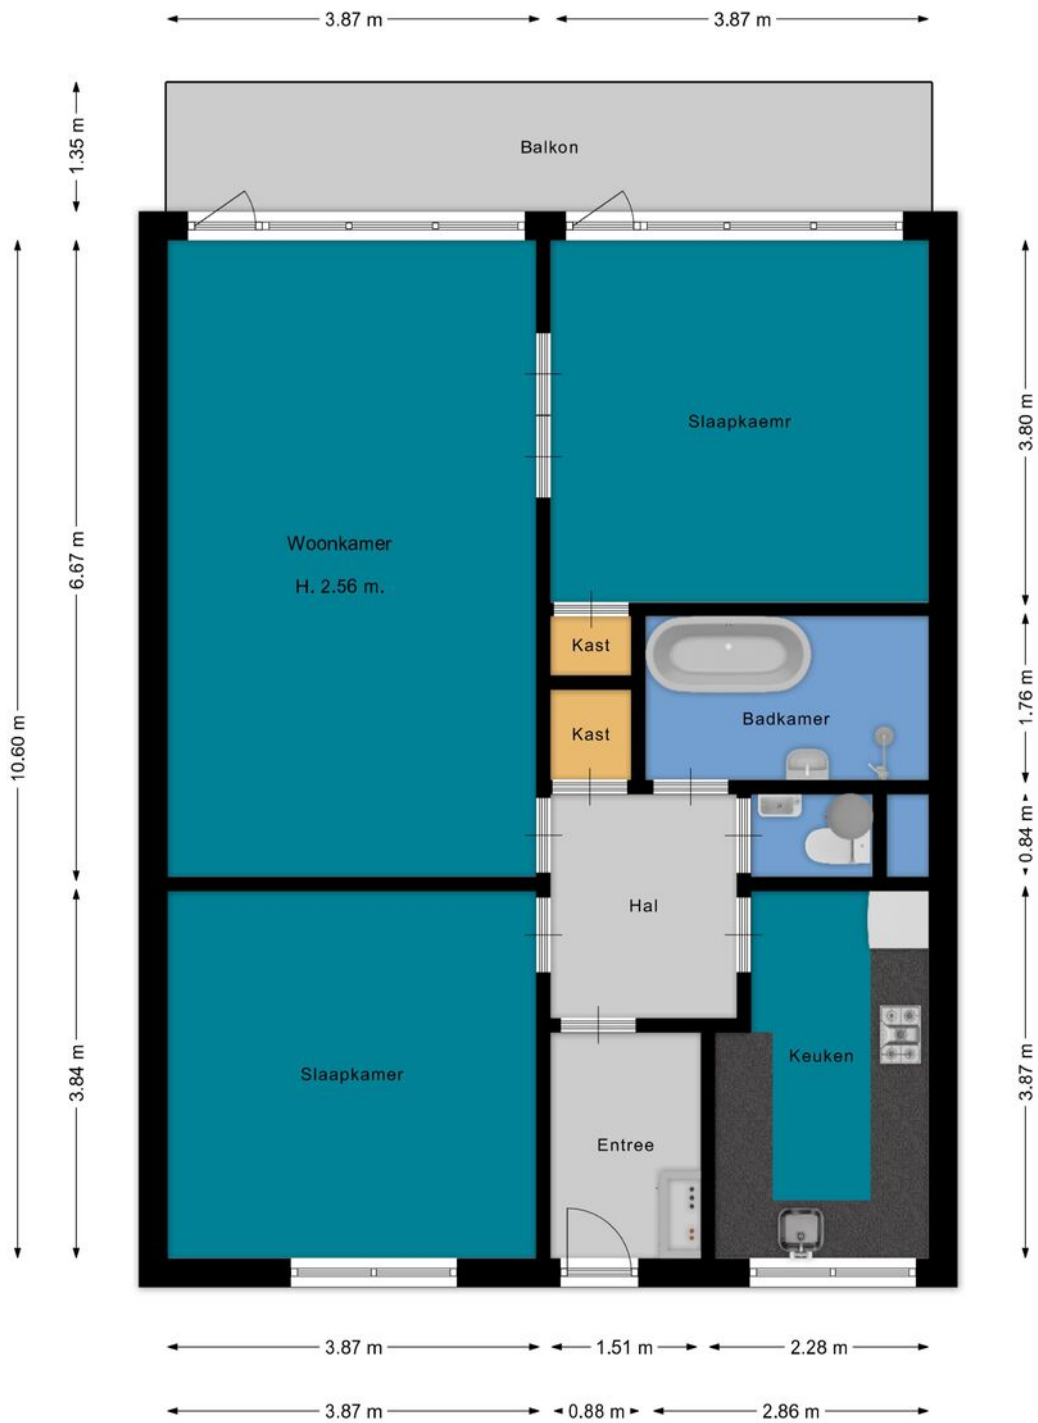 3.87 m
3.87 m
1.35 m
Balkon
3.80 m
Slaapkaemr
6.67 m
Woonkamer
H. 2.56 m.
Kast
1.76 m
Badkamer
Kast
10.60 m
0.84 m
Hal
Slaapkamer
Keuken
3.84 m
3.87 m
Entree
3.87 m
1.51 m
2.28 m
3.87 m
0.88 m
2.86 m